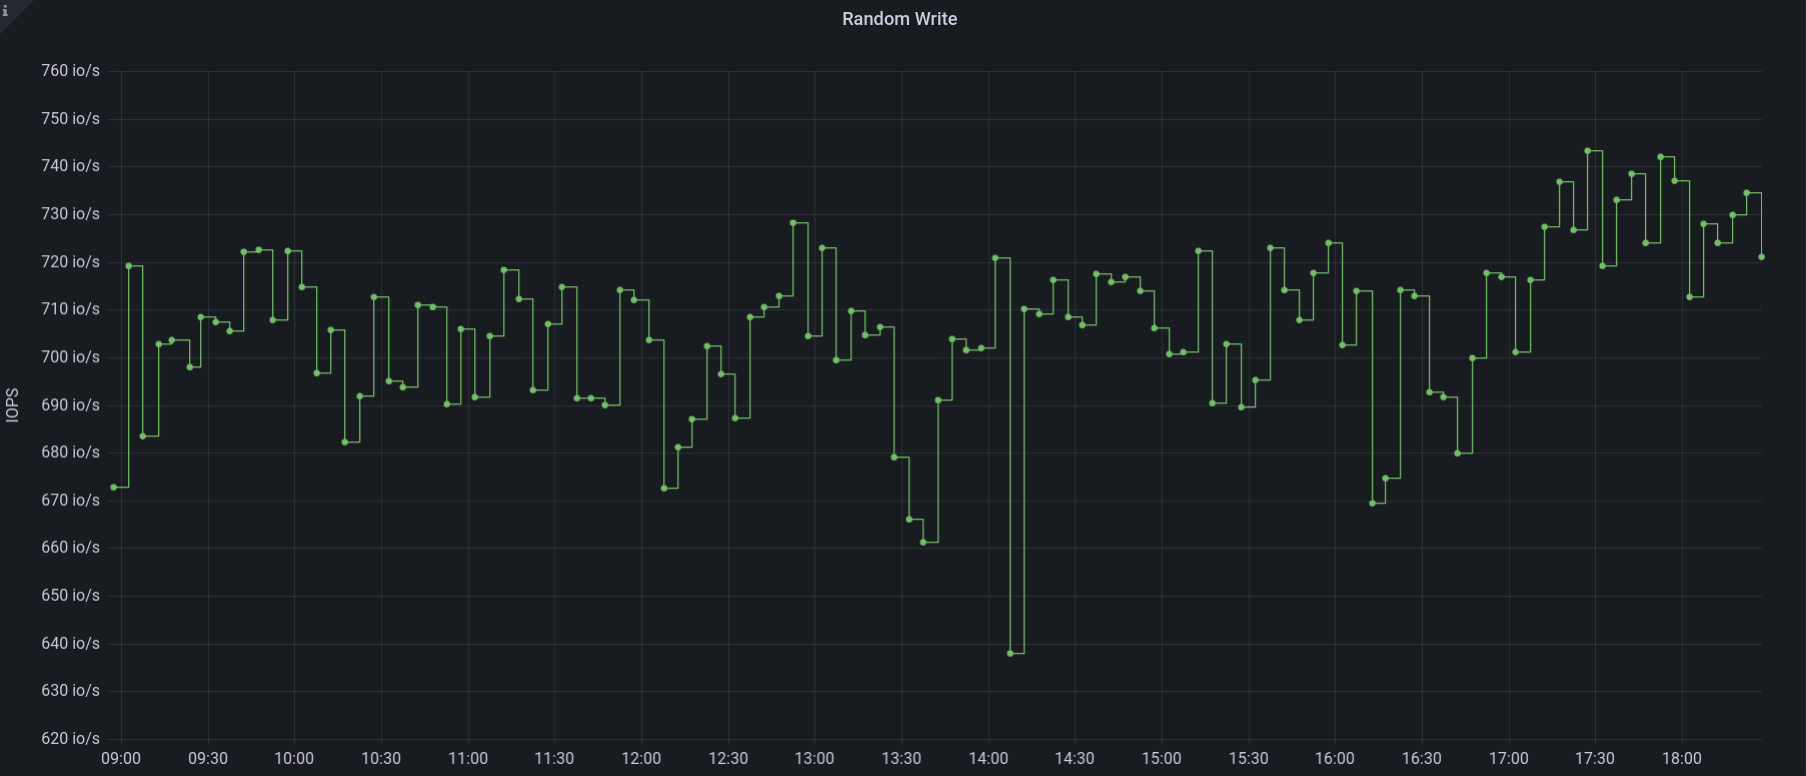 i
Random Write
760 io/s
750 io/s
740 io/s
730 io/s
720 io/s
710 io/s
700 io/s
690 io/s
680 io/s
670 io/s
660 io/s
650 io/s
640 io/s
630 io/s
620 io/s
IOPS
09:00 09:30 10:00 10:30 11:00 11:30 12:00 12:30 13:00 13:30 14:00 14:30 15:00 15:30 16:00 16:30 17:00 17:30 18:00